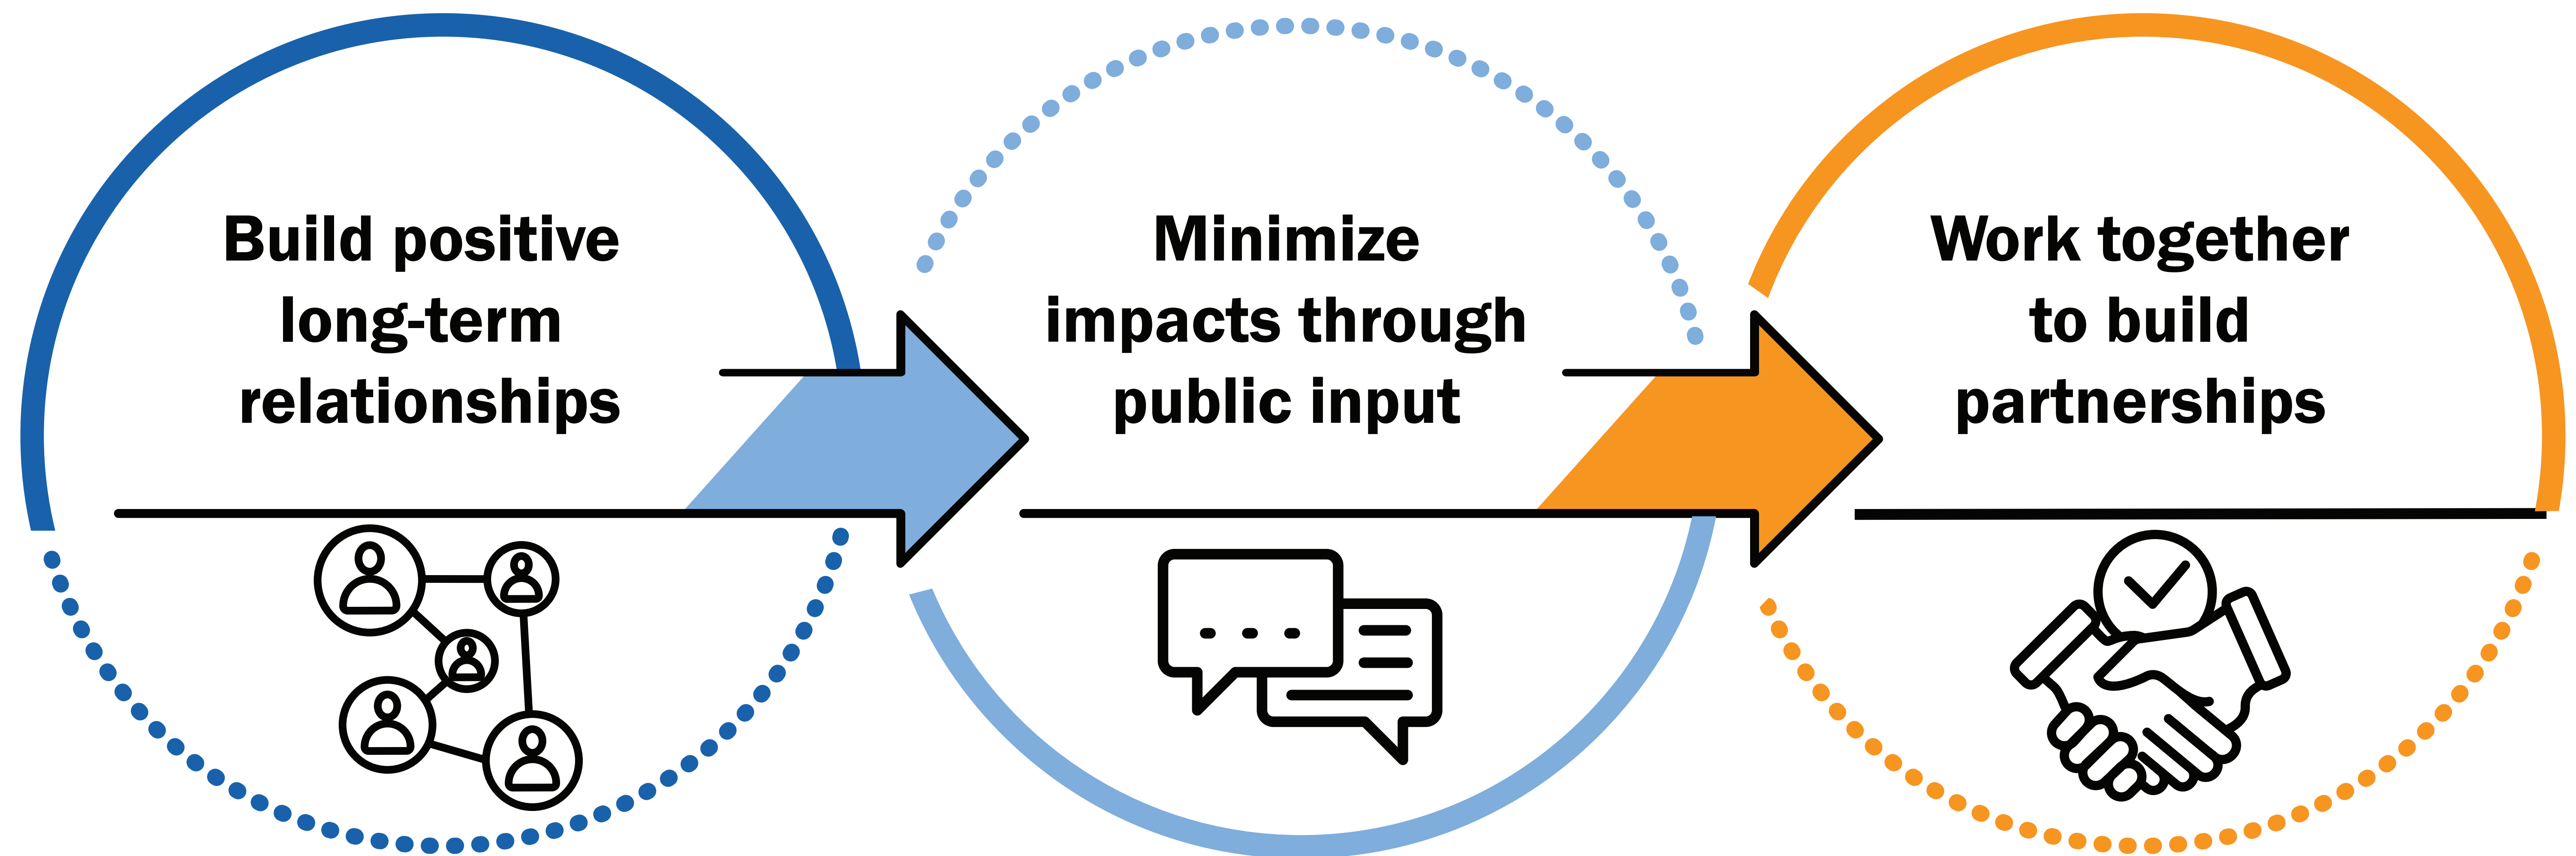 Build positive
long-term
relationships
Minimize
impacts through
public input
Work together
to build
partnerships